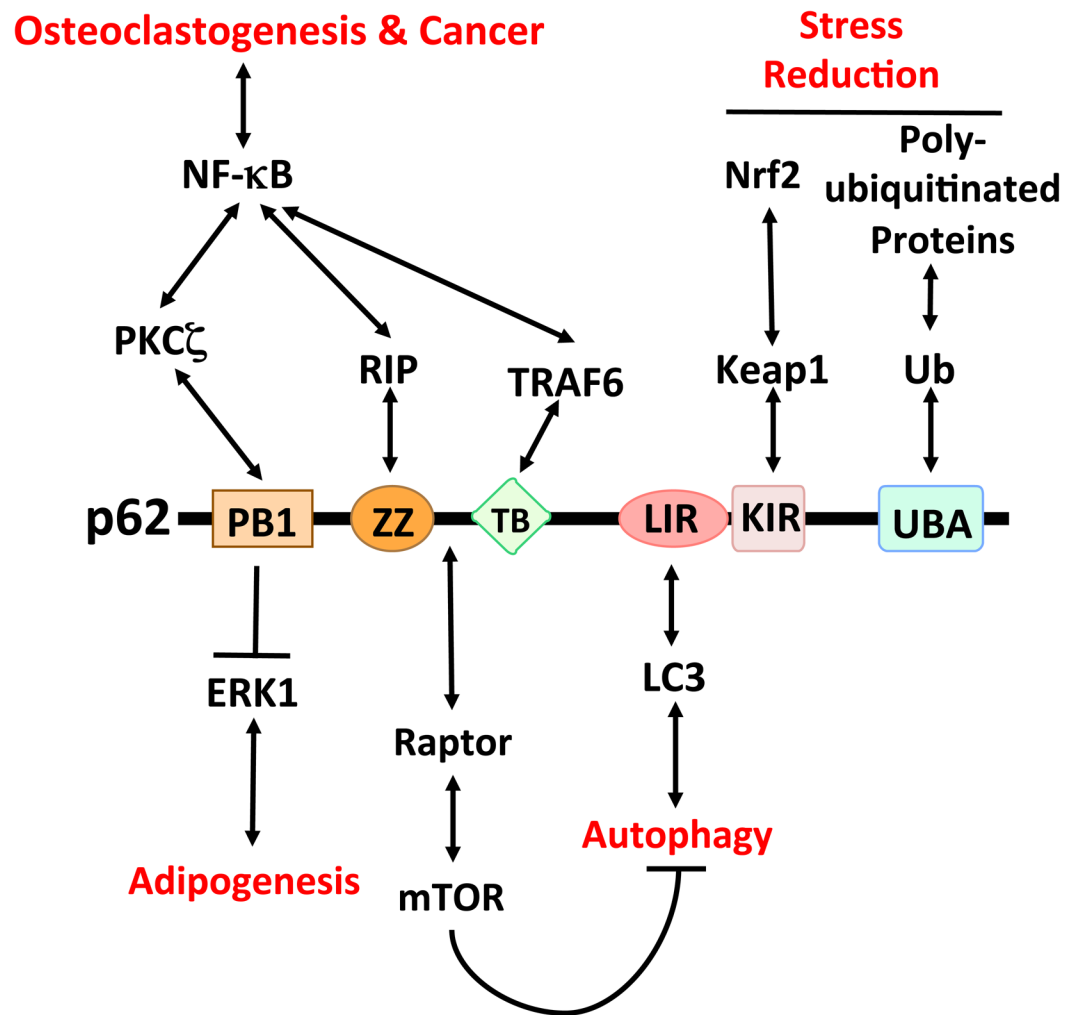 Osteoclastogenesis & Cancer
Stress
Reduction
NF-κB
Nrf2
Poly-
ubiquitinated
Proteins
PKCζ
RIP
TRAF6
Keap1
Ub
p62
PB1
ZZ
TB
LIR
KIR
UBA
ERK1
LC3
Raptor
Autophagy
Adipogenesis
mTOR